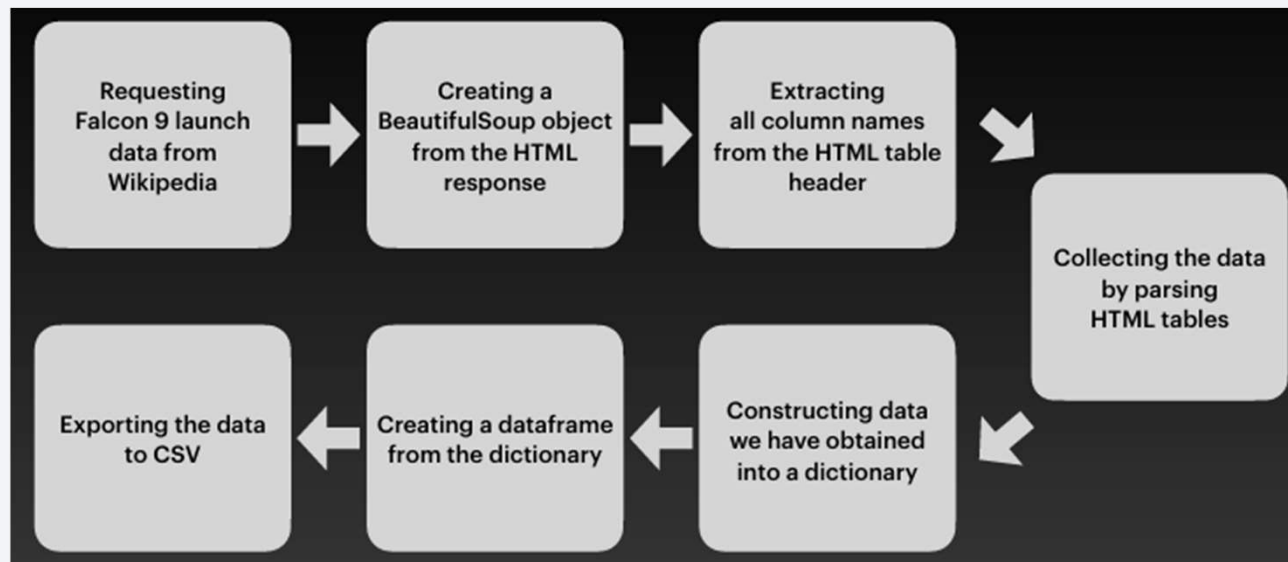 Requesting
Falcon 9 launch
data from
Wikipedia
Creating a
BeautifulSoup object
from the HTML
response
Extracting
all column names
from the HTML table
header
Collecting the data
by parsing
HTML tables
Constructing data
we have obtained
into a dictionary
Creating a dataframe
from the dictionary
Exporting the data
to CSV